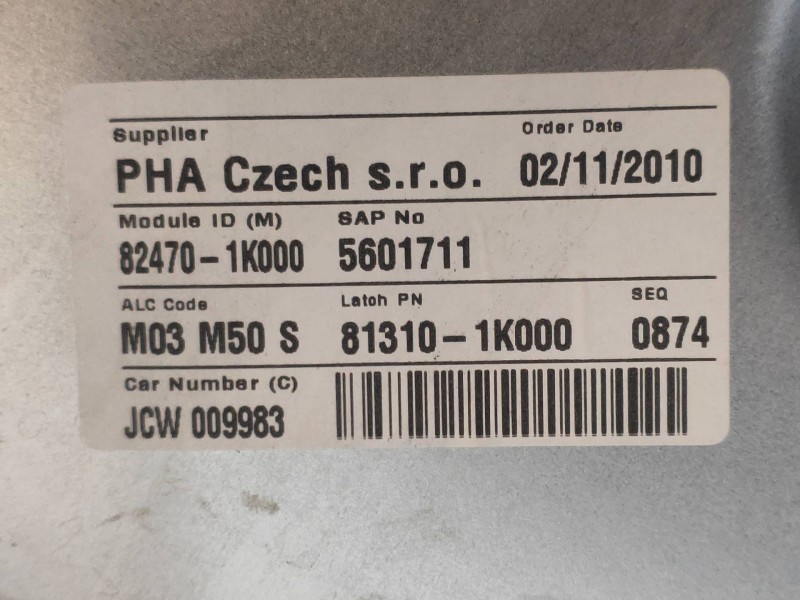 Supplier Order Date
PHA Czech s.r.o. 02/11/2010
Module ID (M) SAP No
82470-1K000 5601711
ALC Code Latch PN SEQ
M03 M50 S 81310-1K000 0874
Car Number (C)
JCW 009983